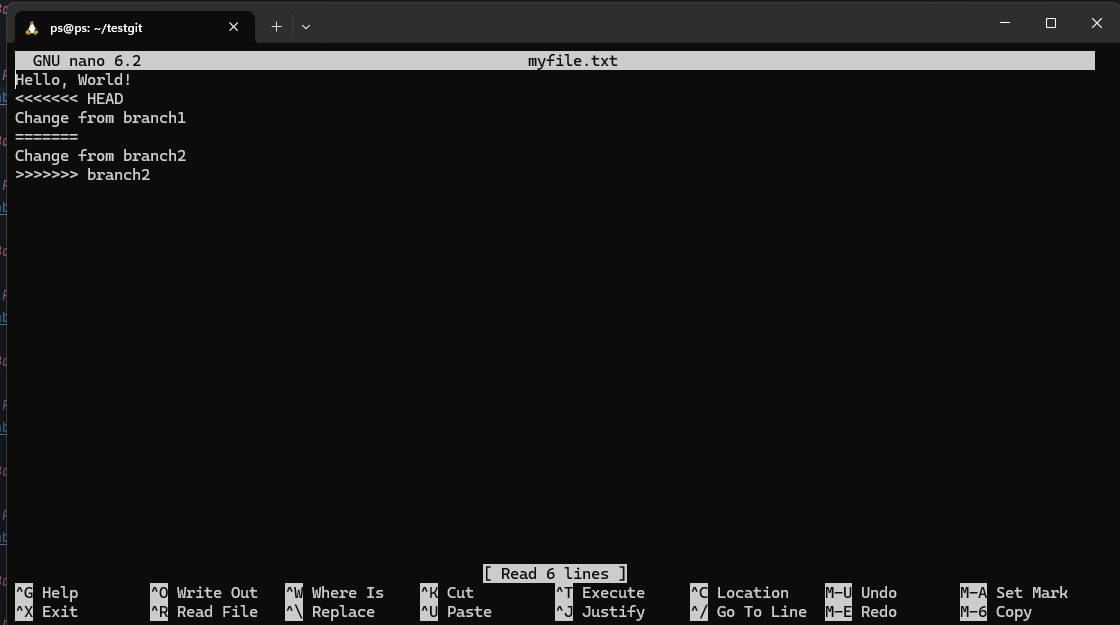 ps@ps: ~/testgit
GNU nano 6.2 myfile.txt
Hello, World!
<<<<<<< HEAD
Change from branch1
=======
Change from branch2
>>>>>>> branch2
[ Read 6 lines ]
^G Help ^O Write Out ^W Where Is ^K Cut ^T Execute ^C Location M-U Undo M-A Set Mark
^X Exit ^R Read File ^\ Replace ^U Paste ^J Justify ^/ Go To Line M-E Redo M-6 Copy